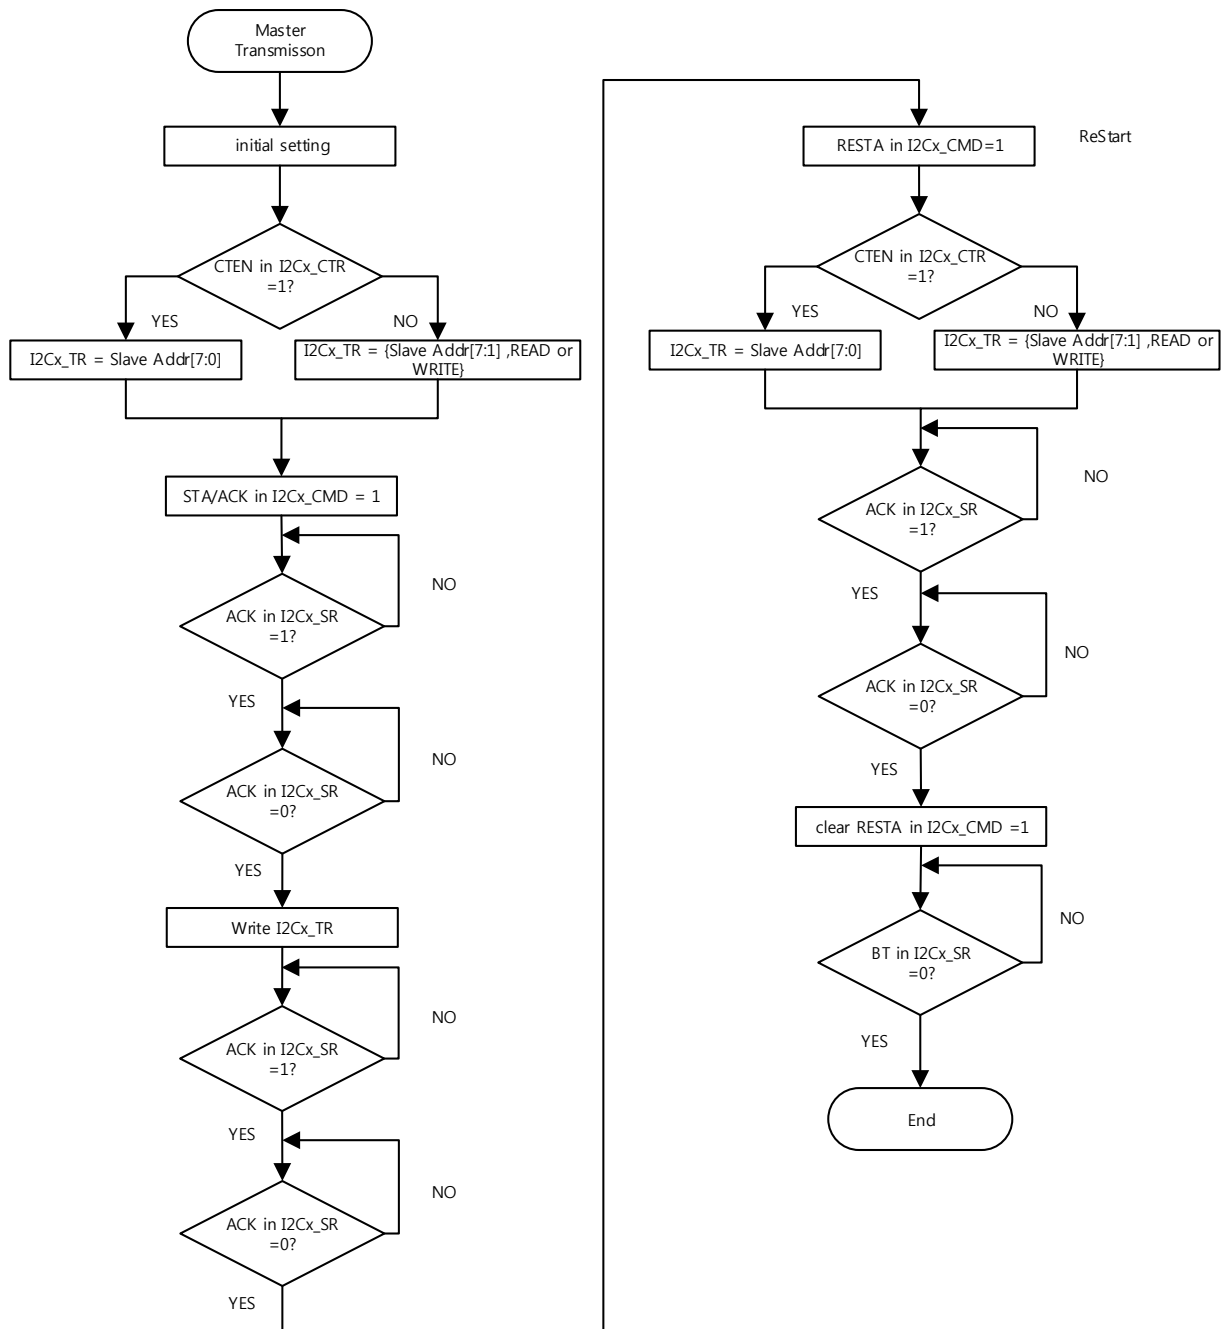 Master
Transmisson
initial setting
CTEN in I2Cx_CTR
=1?
YES
NO
I2Cx_TR = Slave Addr[7:0]
I2Cx_TR = {Slave Addr[7:1] ,READ or
WRITE}
STA/ACK in I2Cx_CMD = 1
ACK in I2Cx_SR
=1?
NO
YES
ACK in I2Cx_SR
=0?
NO
YES
Write I2Cx_TR
ACK in I2Cx_SR
=1?
NO
YES
ACK in I2Cx_SR
=0?
NO
YES
RESTA in I2Cx_CMD=1
ReStart
CTEN in I2Cx_CTR
=1?
YES
NO
I2Cx_TR = Slave Addr[7:0]
I2Cx_TR = {Slave Addr[7:1] ,READ or
WRITE}
ACK in I2Cx_SR
=1?
NO
YES
ACK in I2Cx_SR
=0?
NO
YES
clear RESTA in I2Cx_CMD =1
BT in I2Cx_SR
=0?
NO
YES
End